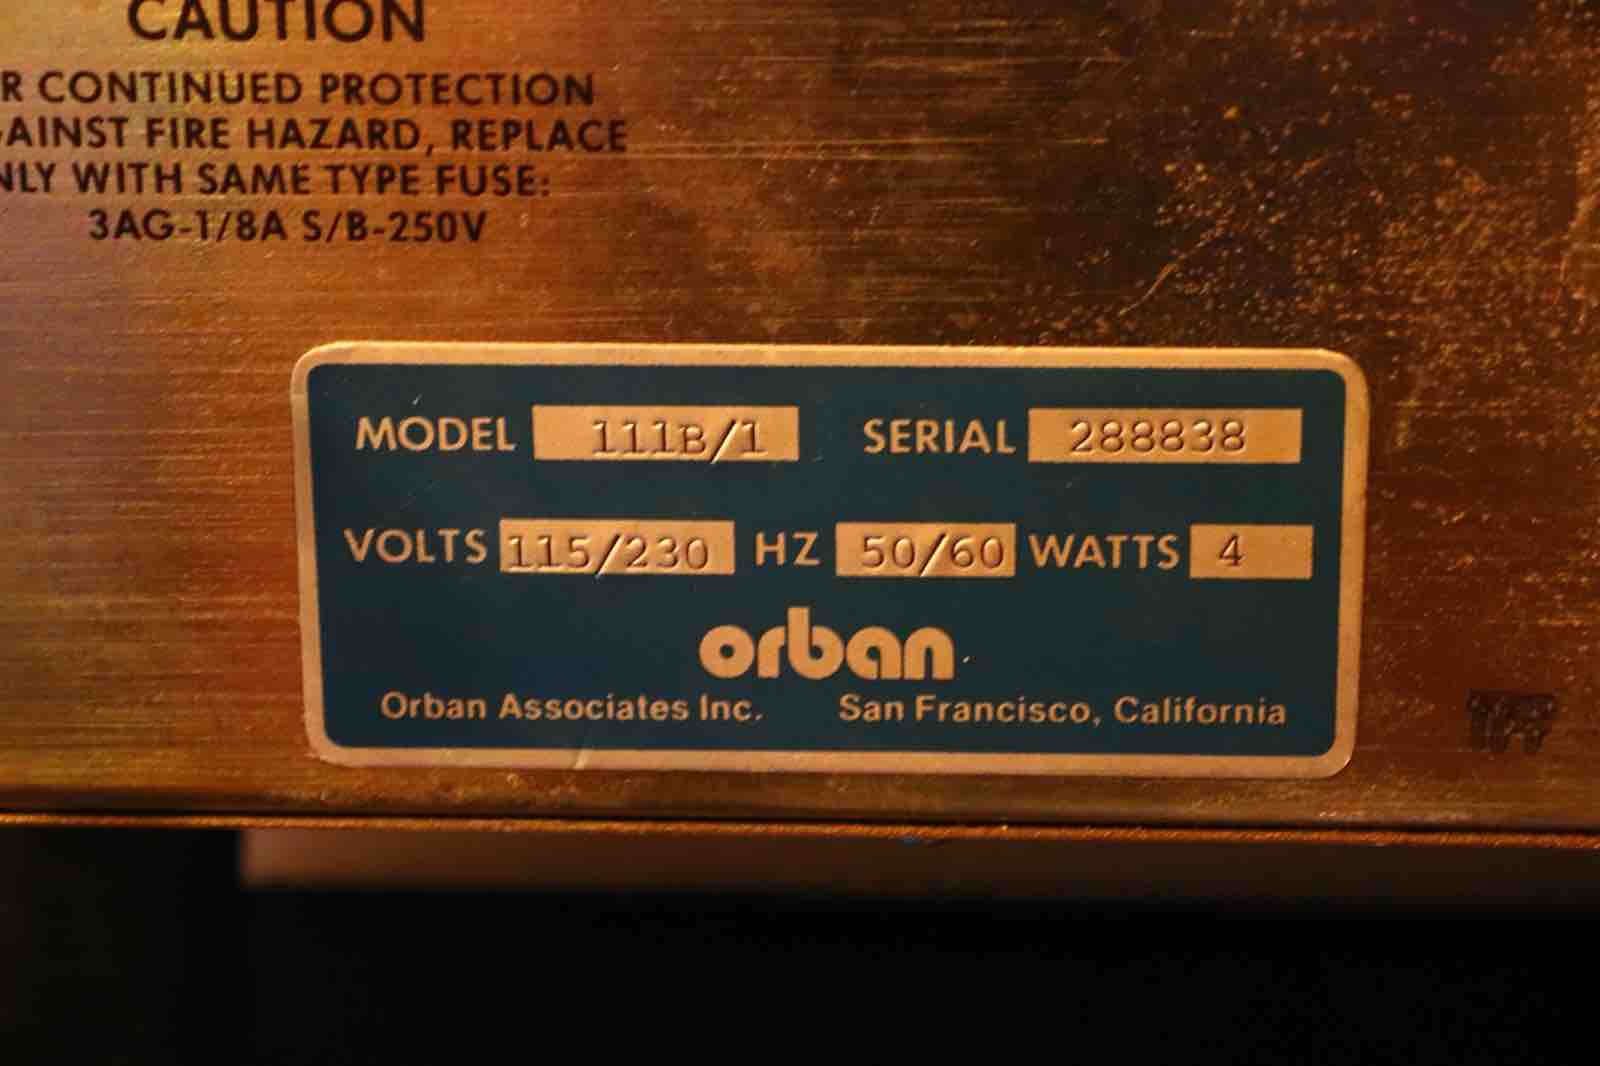 CAUTION
R CONTINUED PROTECTION
AINST FIRE HAZARD, REPLACE
NLY WITH SAME TYPE FUSE:
3AG-1/8A S/B-250V
MODEL 111B/1 SERIAL 288838
VOLTS 115/230 HZ 50/60 WATTS 4
orban
Orban Associates Inc. San Francisco, California